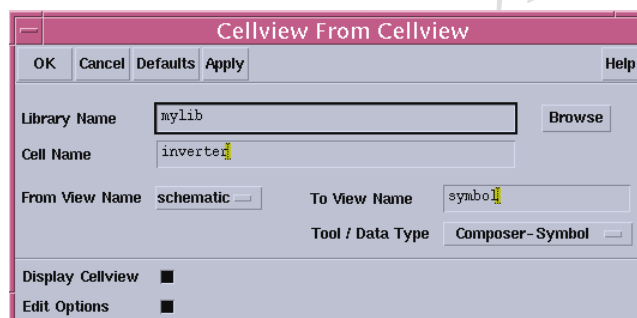 Cellview From Cellview
OK Cancel Defaults Apply Help
Library Name mylib Browse
Cell Name inverter
From View Name schematic To View Name symbol
Tool / Data Type Composer-Symbol
Display Cellview
Edit Options